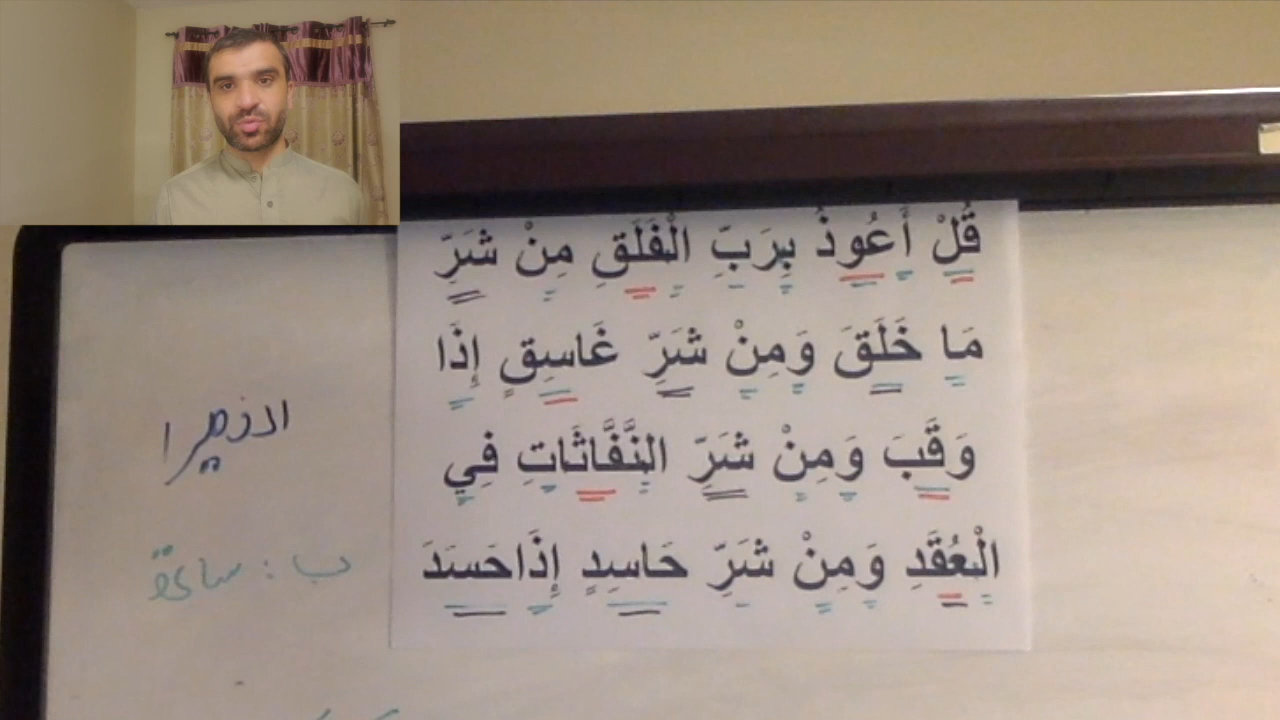 قُلْ أَعُوذُ بِرَبِّ الْفَلَقِ مِنْ شَرِّ
مَا خَلَقَ وَمِنْ شَرِّ غَاسِقٍ إِذَا
وَقَبَ وَمِنْ شَرِّ النَّفَّاثَاتِ فِي
الْعُقَدِ وَمِنْ شَرِّ حَاسِدٍ إِذَاحَسَدَ
ب :